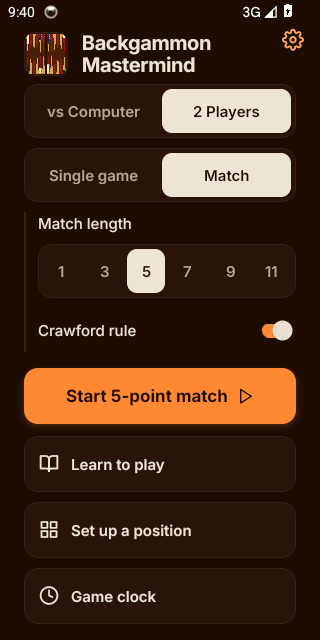 9:40
3G
Backgammon
Mastermind
vs Computer
2 Players
Single game
Match
Match length
1 3 5 7 9 11
Crawford rule
Start 5-point match
Learn to play
Set up a position
Game clock